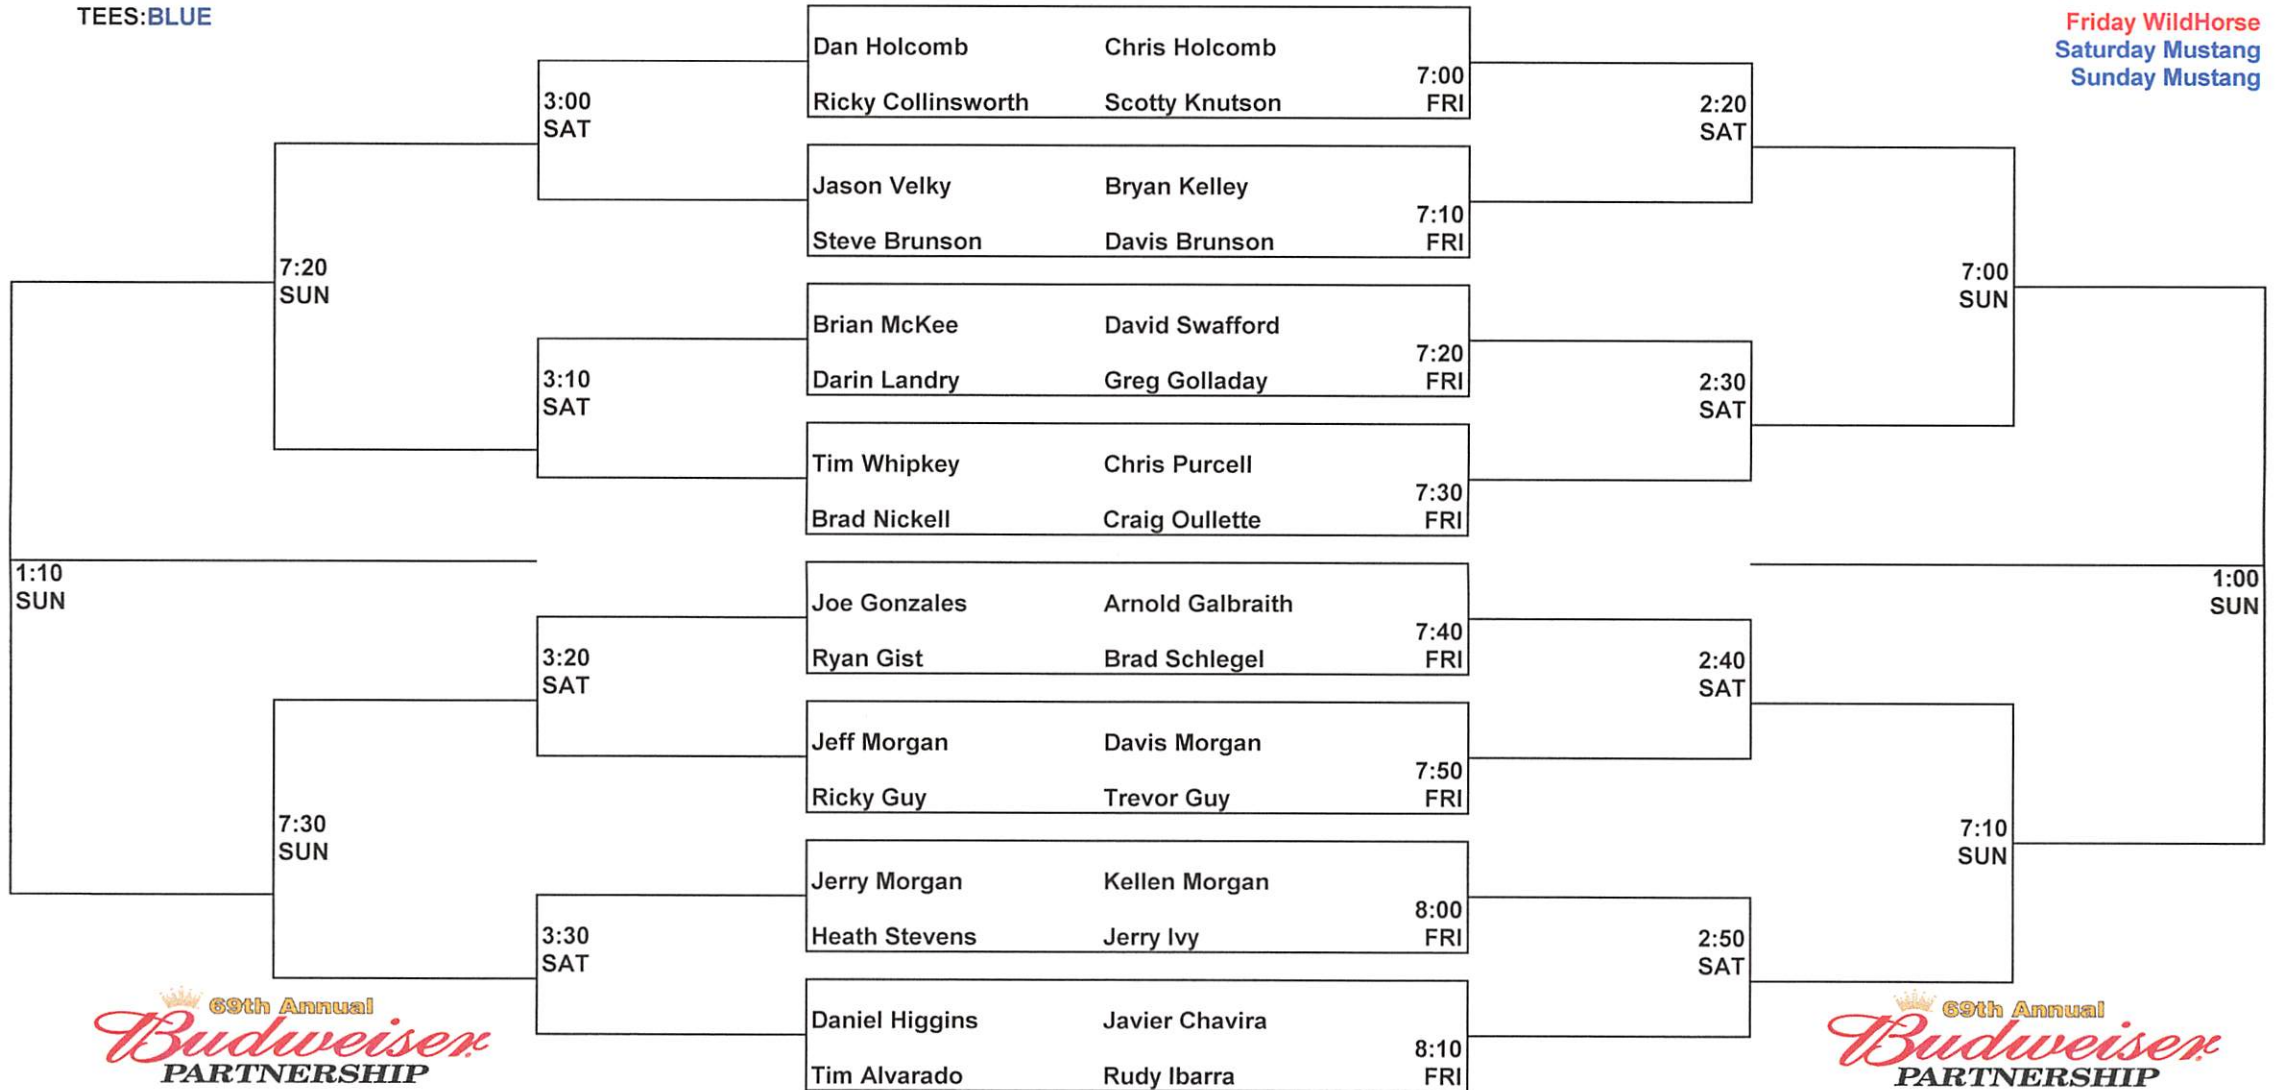 TEES:BLUE
Friday WildHorse
Saturday Mustang
Sunday Mustang
Dan Holcomb Chris Holcomb
7:00
Ricky Collinsworth Scotty Knutson FRI
3:00
SAT
2:20
SAT
Jason Velky Bryan Kelley
7:10
Steve Brunson Davis Brunson FRI
7:20
SUN
7:00
SUN
Brian McKee David Swafford
7:20
Darin Landry Greg Golladay FRI
3:10
SAT
2:30
SAT
Tim Whipkey Chris Purcell
7:30
Brad Nickell Craig Oullette FRI
1:10
SUN
1:00
SUN
Joe Gonzales Arnold Galbraith
7:40
Ryan Gist Brad Schlegel FRI
3:20
SAT
2:40
SAT
Jeff Morgan Davis Morgan
7:50
Ricky Guy Trevor Guy FRI
7:30
SUN
7:10
SUN
Jerry Morgan Kellen Morgan
8:00
Heath Stevens Jerry Ivy FRI
3:30
SAT
2:50
SAT
Daniel Higgins Javier Chavira
8:10
Tim Alvarado Rudy Ibarra FRI
69th Annual
Budweiser
PARTNERSHIP
69th Annual
Budweiser
PARTNERSHIP